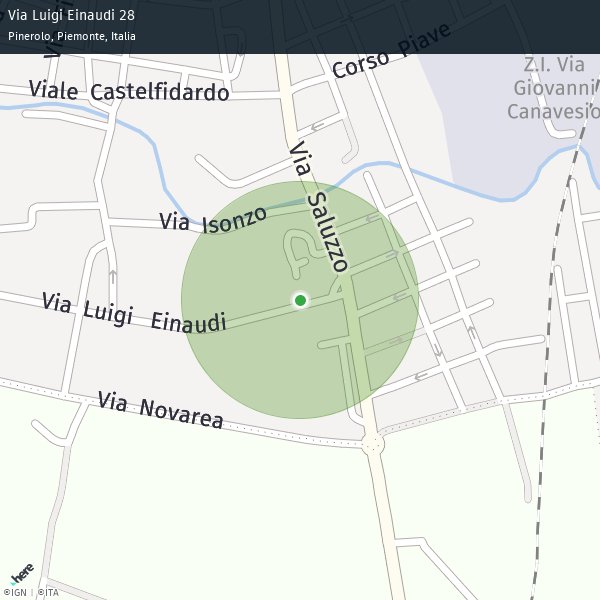 Via Luigi Einaudi 28
Pinerolo, Piemonte, Italia
Corso Piave
Z.I. Via
Giovanni
Canavesio
Viale Castelfidardo
Via Saluzzo
Via Isonzo
Via Luigi Einaudi
Via Novarea
here
©IGN | ©ITA